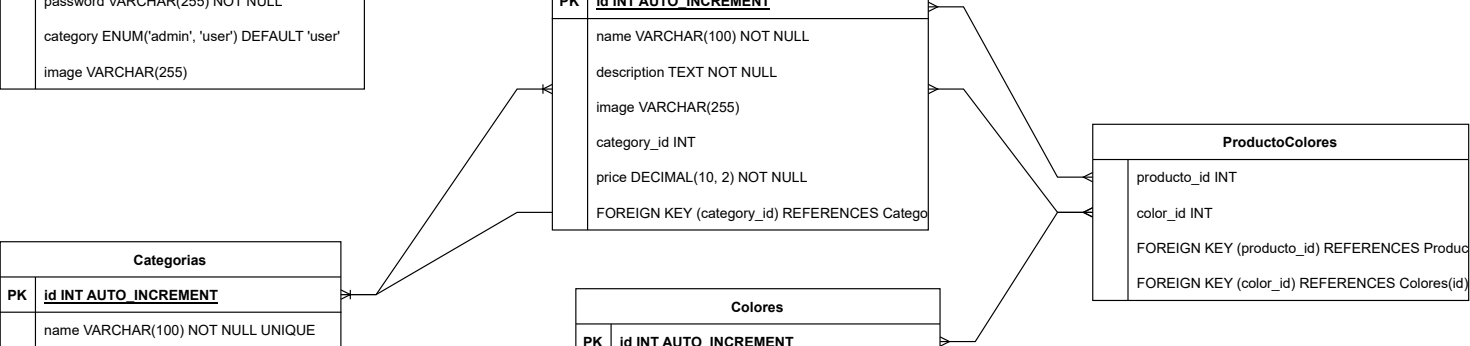 password VARCHAR(255) NOT NULL
category ENUM('admin', 'user') DEFAULT 'user'
image VARCHAR(255)
PK id INT AUTO_INCREMENT
name VARCHAR(100) NOT NULL
description TEXT NOT NULL
image VARCHAR(255)
category_id INT
price DECIMAL(10, 2) NOT NULL
FOREIGN KEY (category_id) REFERENCES Catego
ProductoColores
producto_id INT
color_id INT
FOREIGN KEY (producto_id) REFERENCES Produc
FOREIGN KEY (color_id) REFERENCES Colores(id)
Categorias
PK id INT AUTO_INCREMENT
name VARCHAR(100) NOT NULL UNIQUE
Colores
PK id INT AUTO_INCREMENT